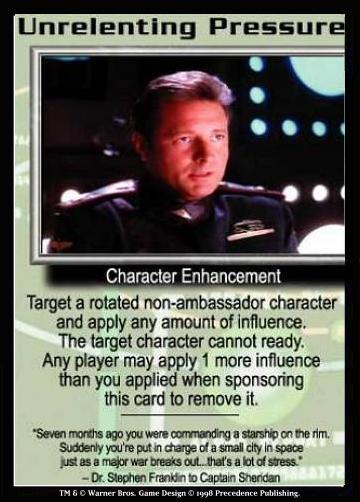 Unrelenting Pressure
Character Enhancement
Target a rotated non-ambassador character
and apply any amount of influence.
The target character cannot ready.
Any player may apply 1 more influence
than you applied when sponsoring
this card to remove it.
"Seven months ago you were commanding a starship on the rim.
Suddenly you're put in charge of a small city in space
just as a major war breaks out...that's a lot of stress."
– Dr. Stephen Franklin to Captain Sheridan
TM & © Warner Bros. Game Design © 1998 Precedence Publishing.